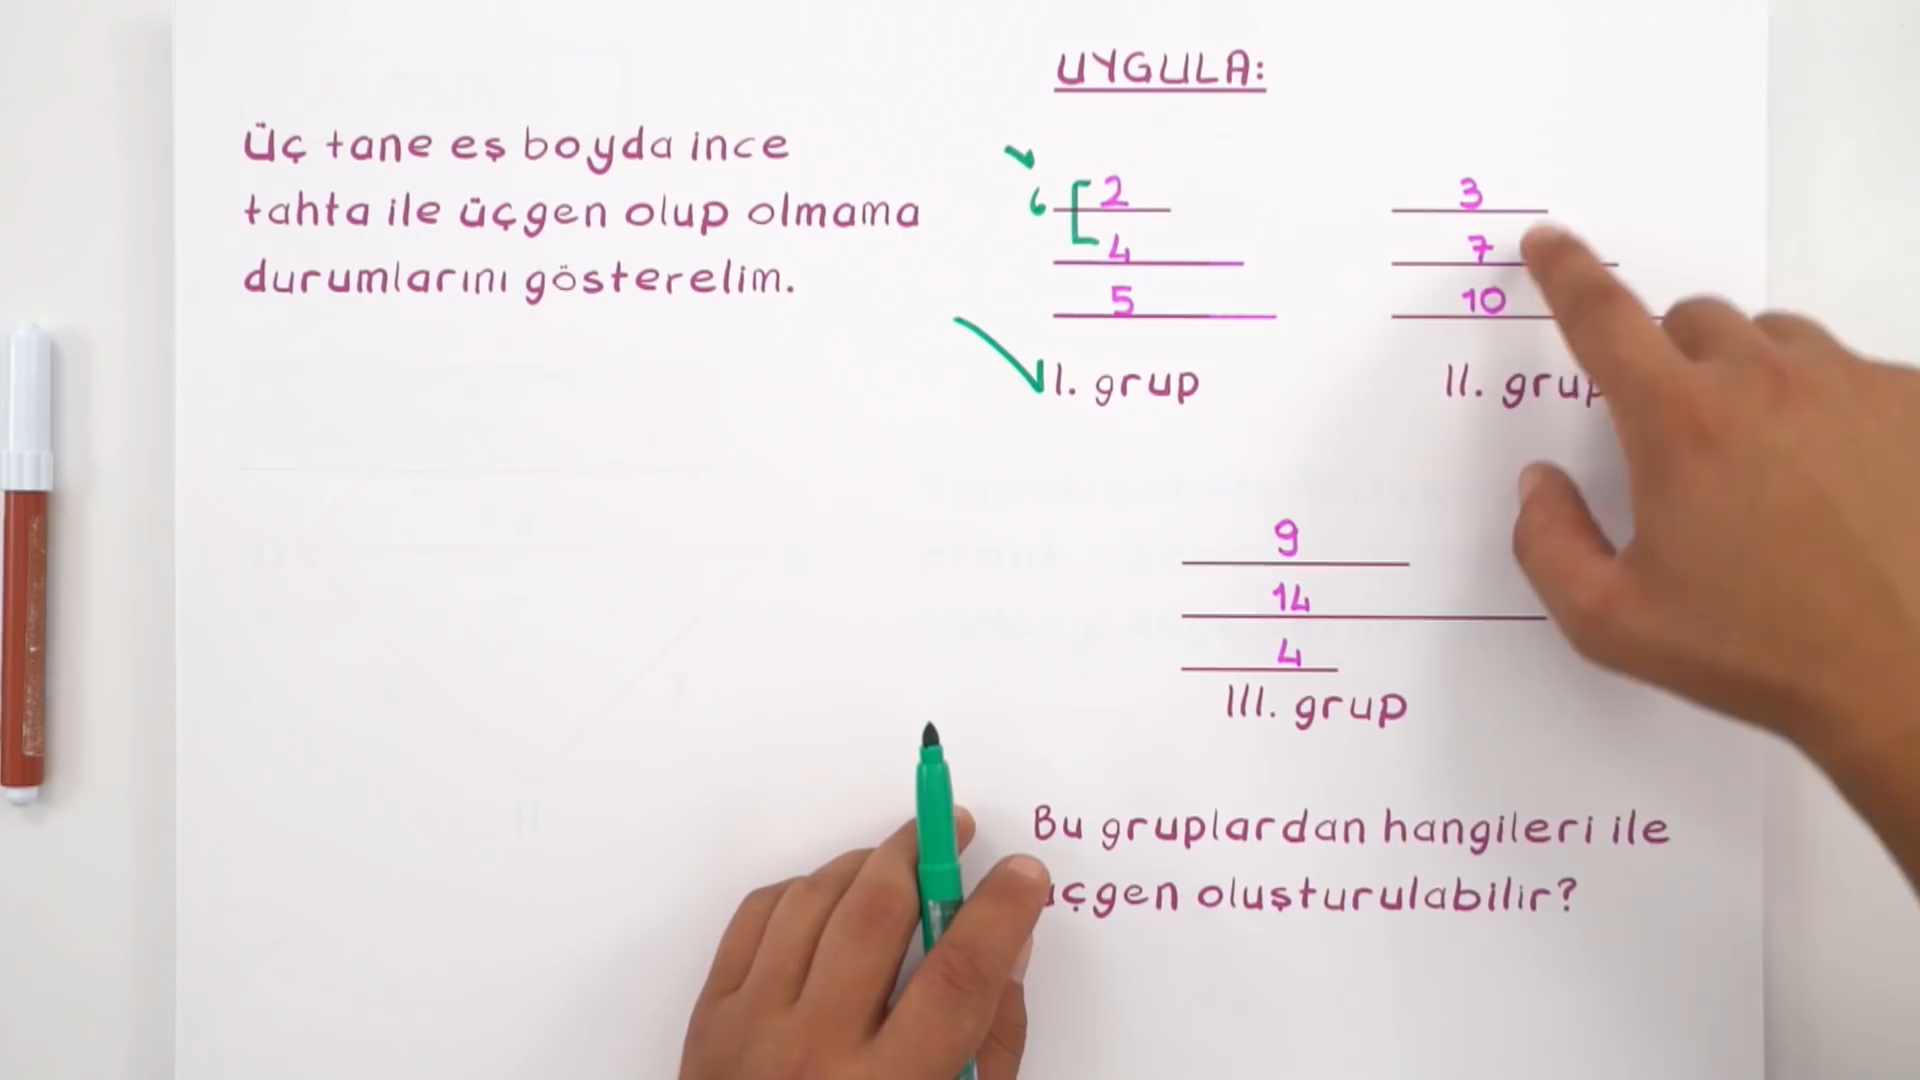 Üç tane eş boyda ince
tahta ile üçgen olup olmama
durumlarını gösterelim.
UYGULA:
6
2
4
5
I. grup
3
7
10
II. grup
9
14
4
III. grup
Bu gruplardan hangileri ile
üçgen oluşturulabilir?